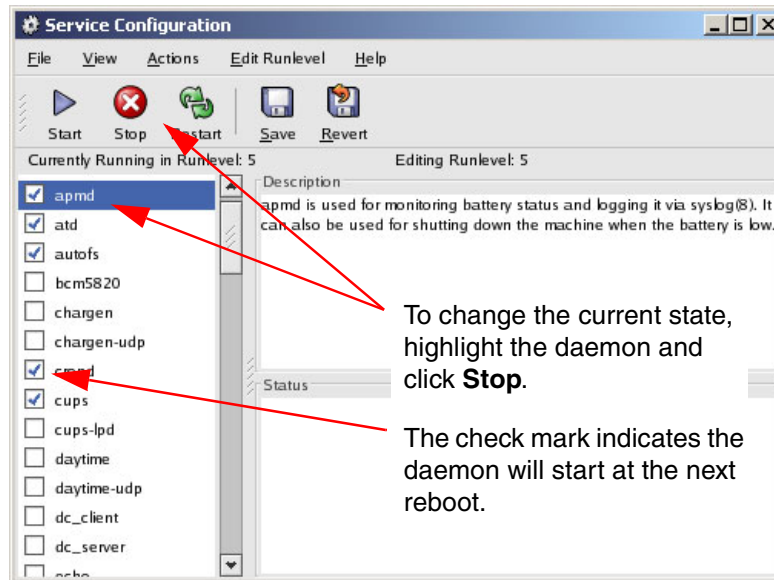 Service Configuration
File View Actions Edit Runlevel Help
Start Stop Restart Save Revert
Currently Running in Runlevel: 5 Editing Runlevel: 5
Description
apmd is used for monitoring battery status and logging it via syslog(8). It
can also be used for shutting down the machine when the battery is low.
apmd
atd
autofs
bcm5820
chargen
chargen-udp
crond
cups
cups-lpd
daytime
daytime-udp
dc_client
dc_server
echo
To change the current state,
highlight the daemon and
click Stop.
Status
The check mark indicates the
daemon will start at the next
reboot.